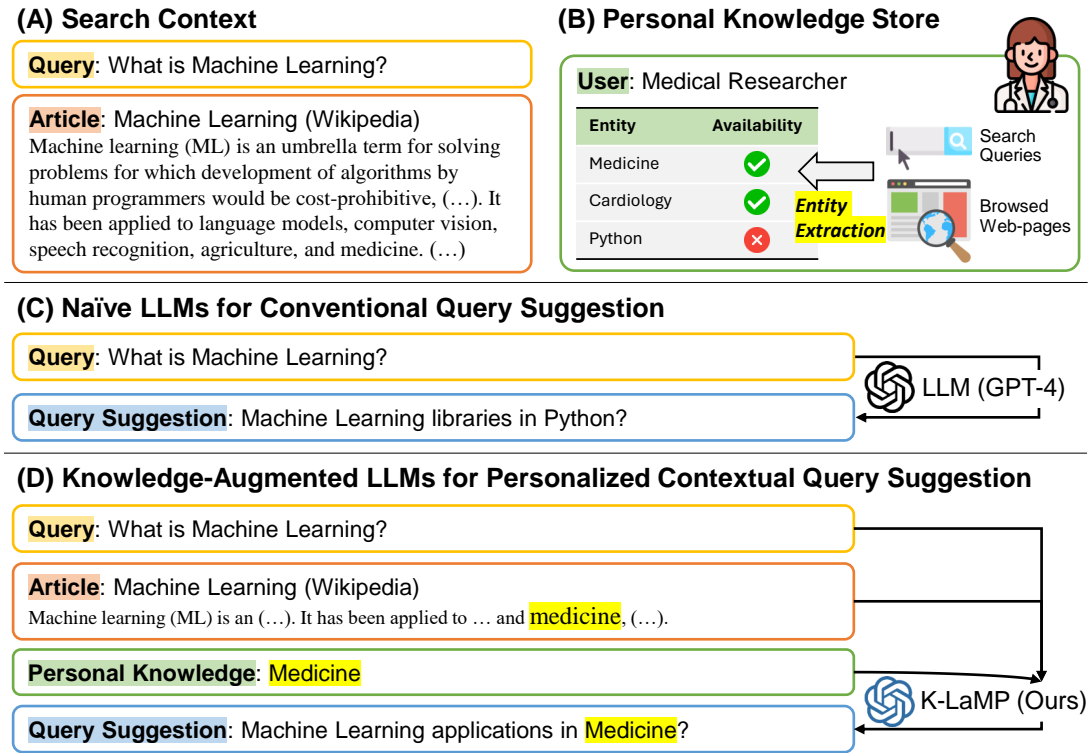 (A) Search Context
Query: What is Machine Learning?
Article: Machine Learning (Wikipedia)
Machine learning (ML) is an umbrella term for solving
problems for which development of algorithms by
human programmers would be cost-prohibitive, (…). It
has been applied to language models, computer vision,
speech recognition, agriculture, and medicine. (…)
(B) Personal Knowledge Store
User: Medical Researcher
Entity Availability
Medicine
Cardiology
Python
Entity
Extraction
Search
Queries
Browsed
Web-pages
(C) Naïve LLMs for Conventional Query Suggestion
Query: What is Machine Learning?
LLM (GPT-4)
Query Suggestion: Machine Learning libraries in Python?
(D) Knowledge-Augmented LLMs for Personalized Contextual Query Suggestion
Query: What is Machine Learning?
Article: Machine Learning (Wikipedia)
Machine learning (ML) is an (…). It has been applied to … and medicine, (…).
Personal Knowledge: Medicine
K-LaMP (Ours)
Query Suggestion: Machine Learning applications in Medicine?